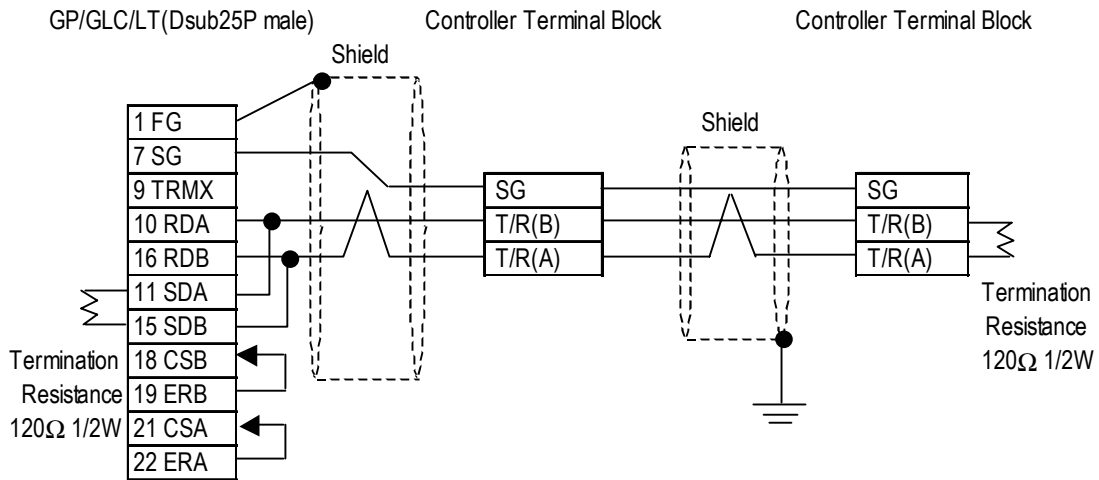 GP/GLC/LT(Dsub25P male)
Controller Terminal Block
Controller Terminal Block
Shield
Shield
1 FG
7 SG
9 TRMX
10 RDA
16 RDB
11 SDA
15 SDB
18 CSB
19 ERB
21 CSA
22 ERA
Termination
Resistance
120Ω 1/2W
SG
T/R(B)
T/R(A)
SG
T/R(B)
T/R(A)
Termination
Resistance
120Ω 1/2W